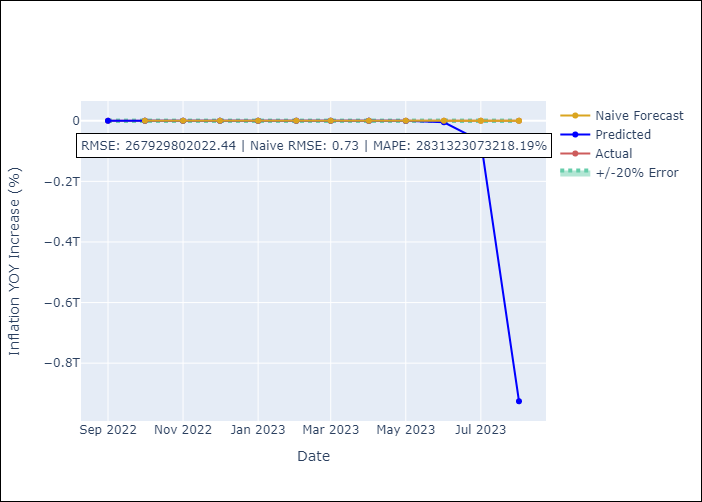 0
−0.2T
−0.4T
−0.6T
−0.8T
Inflation YOY Increase (%)
RMSE: 267929802022.44 | Naive RMSE: 0.73 | MAPE: 2831323073218.19%
Sep 2022
Nov 2022
Jan 2023
Mar 2023
May 2023
Jul 2023
Date
Naive Forecast
Predicted
Actual
+/-20% Error